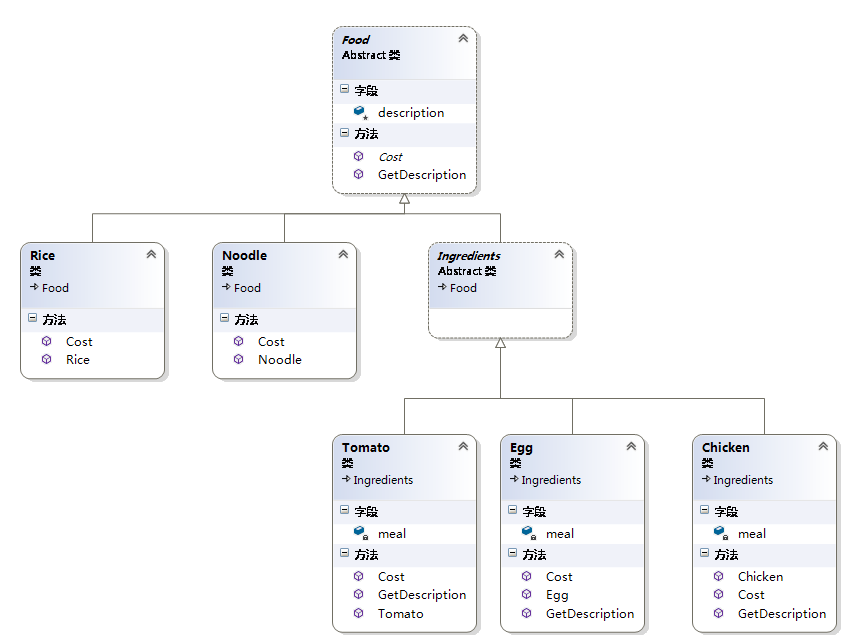 Food
Abstract 类
字段
description
方法
Cost
GetDescription
Rice
类
Food
方法
Cost
Rice
Noodle
类
Food
方法
Cost
Noodle
Ingredients
Abstract 类
Food
Tomato
类
Ingredients
字段
meal
方法
Cost
GetDescription
Tomato
Egg
类
Ingredients
字段
meal
方法
Cost
Egg
GetDescription
Chicken
类
Ingredients
字段
meal
方法
Chicken
Cost
GetDescription